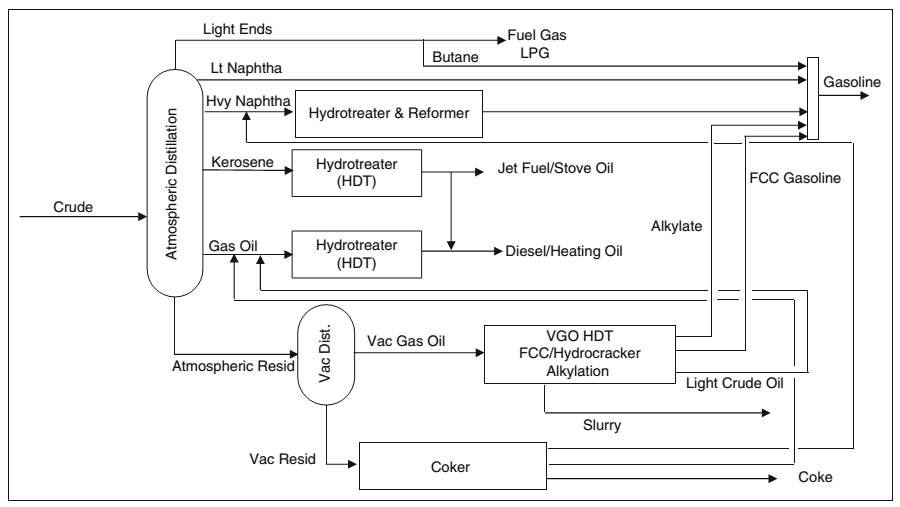 Light Ends
Fuel Gas
LPG
Butane
Lt Naphtha
Gasoline
Hvy Naphtha
Hydrotreater & Reformer
Atmospheric Distillation
Kerosene
Hydrotreater
(HDT)
Jet Fuel/Stove Oil
FCC Gasoline
Crude
Alkylate
Gas Oil
Hydrotreater
(HDT)
Diesel/Heating Oil
Vac Dist.
Vac Gas Oil
VGO HDT
FCC/Hydrocracker
Alkylation
Atmospheric Resid
Light Crude Oil
Slurry
Vac Resid
Coker
Coke